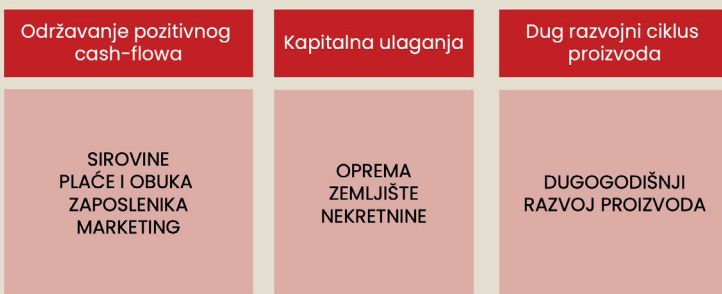 Održavanje pozitivnog
cash-flowa
Kapitalna ulaganja
Dug razvojni ciklus
proizvoda
SIROVINE
PLAĆE I OBUKA
ZAPOSLENIKA
MARKETING
OPREMA
ZEMLJIŠTE
NEKRETNINE
DUGOGODIŠNJI
RAZVOJ PROIZVODA